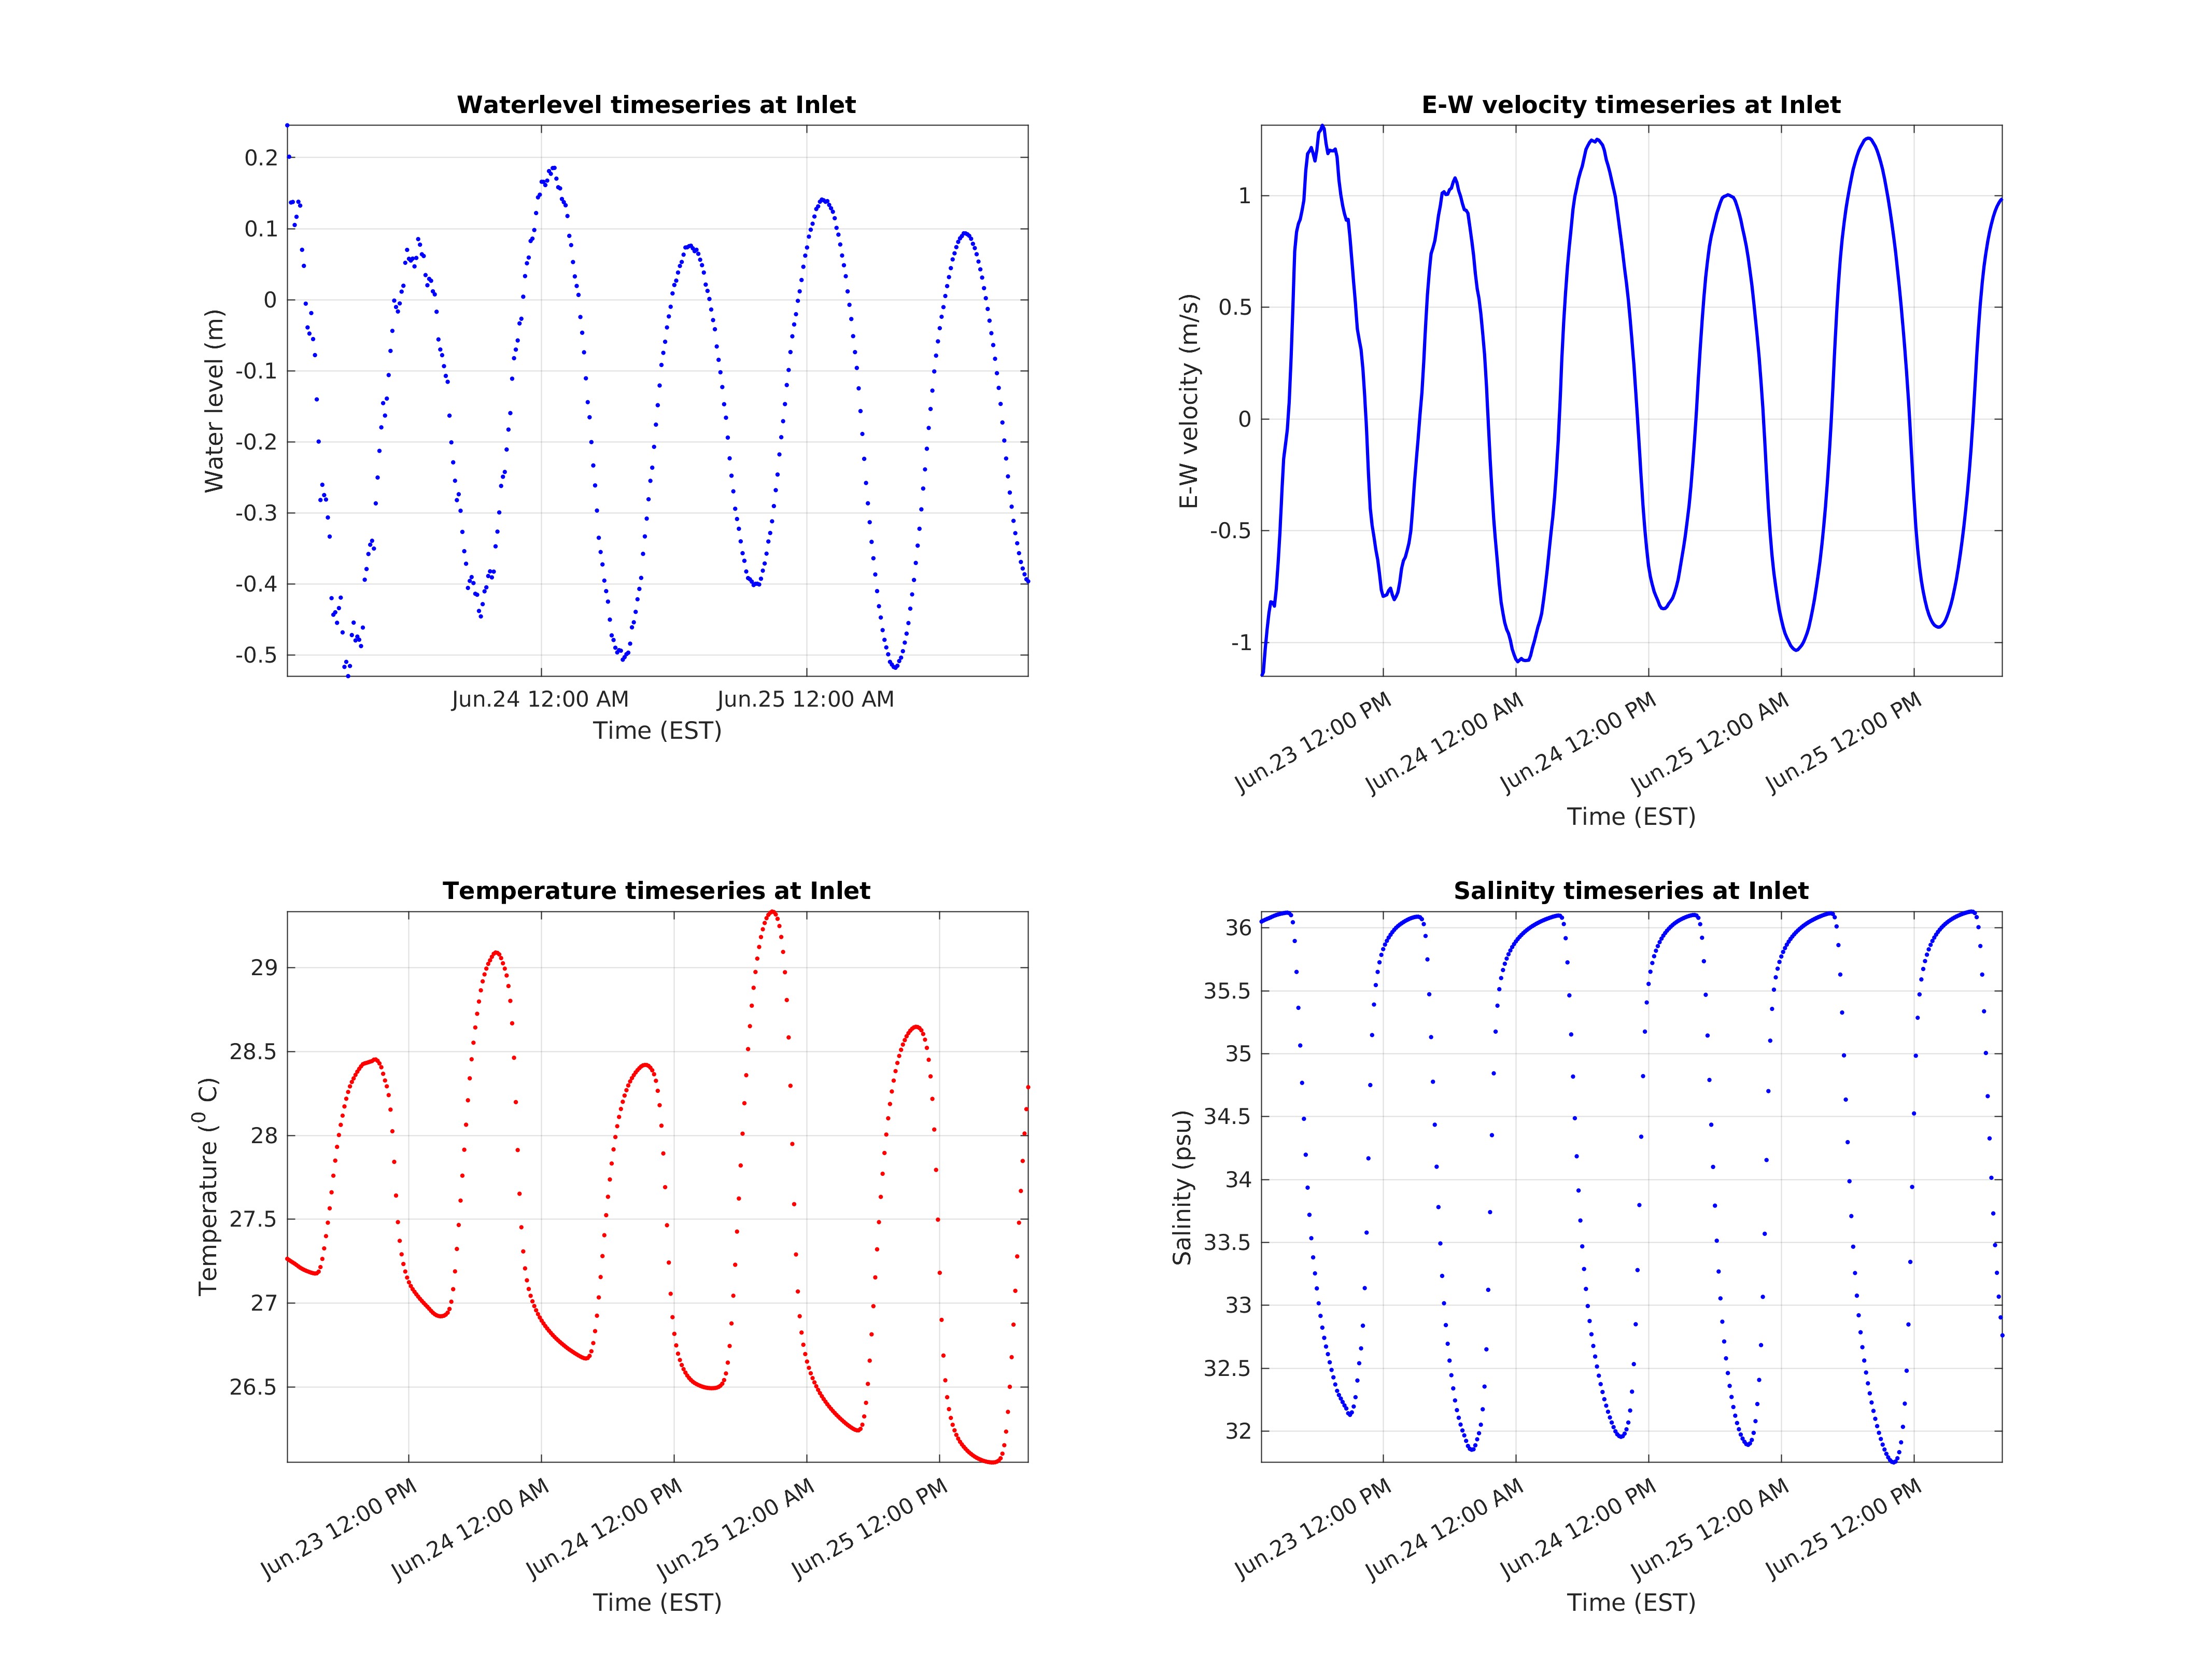 Waterlevel timeseries at Inlet
0.2
0.1
0
-0.1
-0.2
-0.3
-0.4
-0.5
Water level (m)
Jun.24 12:00 AM
Jun.25 12:00 AM
Time (EST)
E-W velocity timeseries at Inlet
1
0.5
0
-0.5
-1
E-W velocity (m/s)
Jun.23 12:00 PM
Jun.24 12:00 AM
Jun.24 12:00 PM
Jun.25 12:00 AM
Jun.25 12:00 PM
Time (EST)
Temperature timeseries at Inlet
29
28.5
28
27.5
27
26.5
Temperature (⁰ C)
Jun.23 12:00 PM
Jun.24 12:00 AM
Jun.24 12:00 PM
Jun.25 12:00 AM
Jun.25 12:00 PM
Time (EST)
Salinity timeseries at Inlet
36
35.5
35
34.5
34
33.5
33
32.5
32
Salinity (psu)
Jun.23 12:00 PM
Jun.24 12:00 AM
Jun.24 12:00 PM
Jun.25 12:00 AM
Jun.25 12:00 PM
Time (EST)